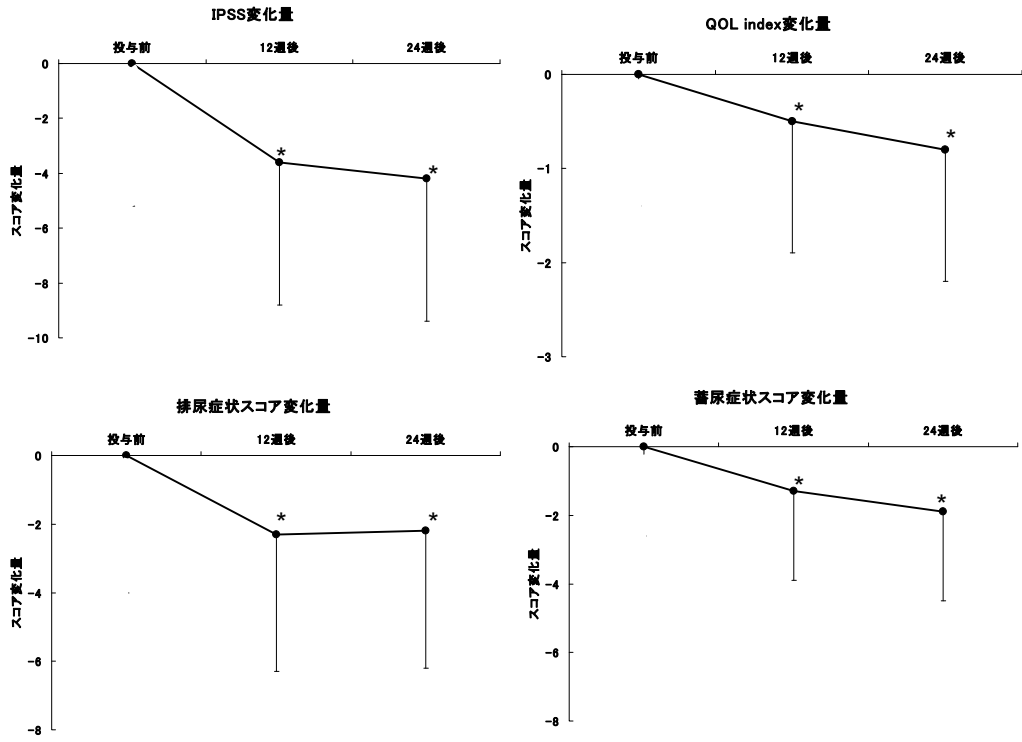 IPSS変化量
投与前 12週後 24週後
0
-2
-4
-6
-8
-10
スコア変化量
*
*
QOL index変化量
投与前 12週後 24週後
0
-1
-2
-3
スコア変化量
*
*
排尿症状スコア変化量
投与前 12週後 24週後
0
-2
-4
-6
-8
スコア変化量
*
*
蓄尿症状スコア変化量
投与前 12週後 24週後
0
-2
-4
-6
-8
スコア変化量
*
*